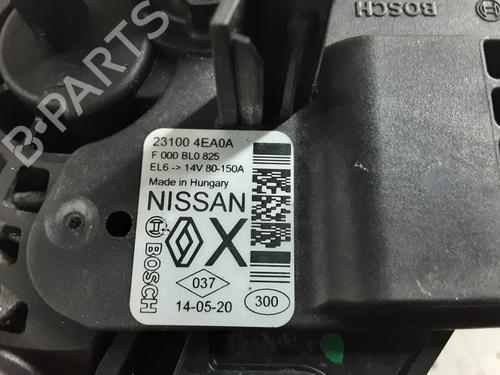 BOSCH
B-PARTS
23100 4EA0A
F 000 BL0 825
EL6 -> 14V 80-150A
Made in Hungary
NISSAN
BOSCH
X
037
14-05-20
300